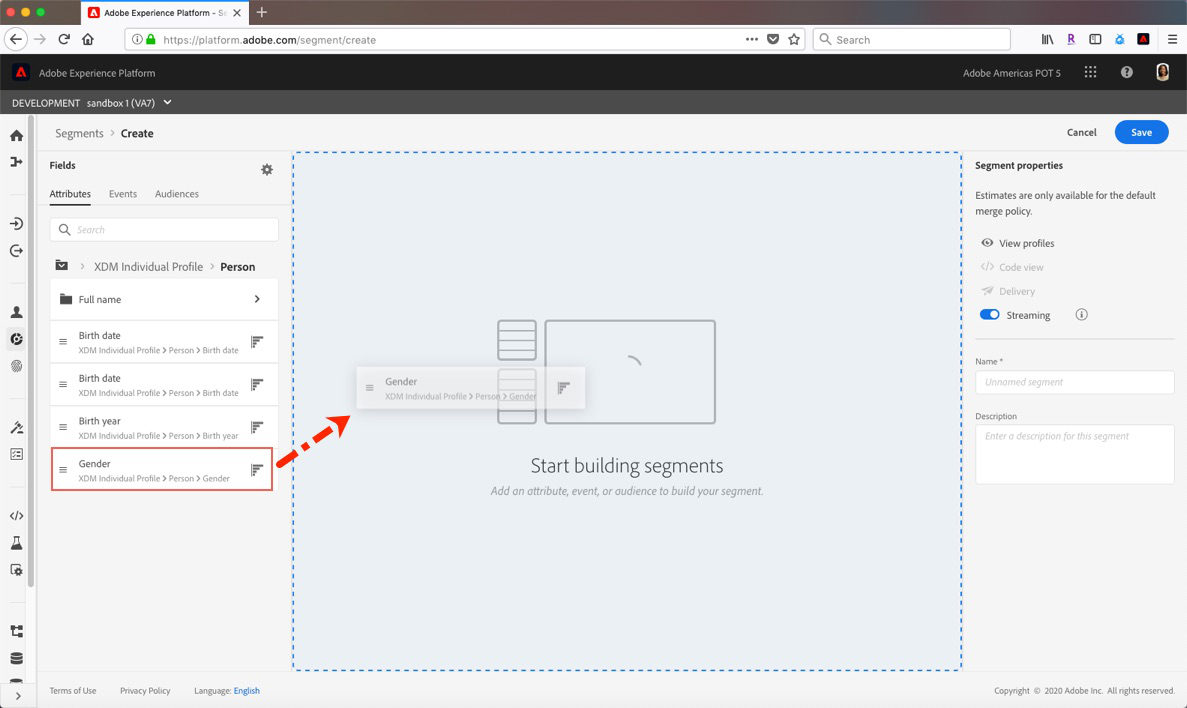 Adobe Experience Platform - Se
https://platform.adobe.com/segment/create
Search
Adobe Experience Platform
Adobe Americas POT 5
DEVELOPMENT sandbox 1 (VA7)
Segments > Create
Cancel
Save
Fields
Attributes
Events
Audiences
Search
XDM Individual Profile > Person
Full name
Birth date
XDM Individual Profile > Person > Birth date
Birth date
XDM Individual Profile > Person > Birth date
Birth year
XDM Individual Profile > Person > Birth year
Gender
XDM Individual Profile > Person > Gender
Gender
XDM Individual Profile > Person > Gender
Start building segments
Add an attribute, event, or audience to build your segment.
Segment properties
Estimates are only available for the default
merge policy.
View profiles
Code view
Delivery
Streaming
Name *
Unnamed segment
Description
Enter a description for this segment
Terms of Use
Privacy Policy
Language: English
Copyright © 2020 Adobe Inc. All rights reserved.